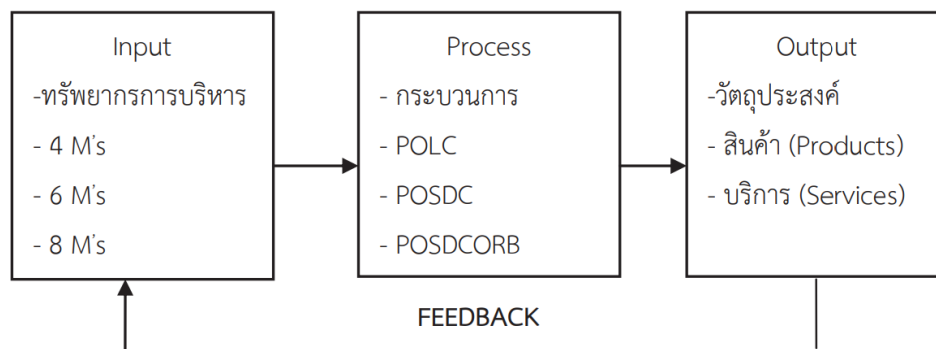 Input
-ทรัพยากรการบริหาร
- 4 M's
- 6 M's
- 8 M's
Process
- กระบวนการ
- POLC
- POSDC
- POSDCORB
Output
-วัตถุประสงค์
- สินค้า (Products)
- บริการ (Services)
FEEDBACK